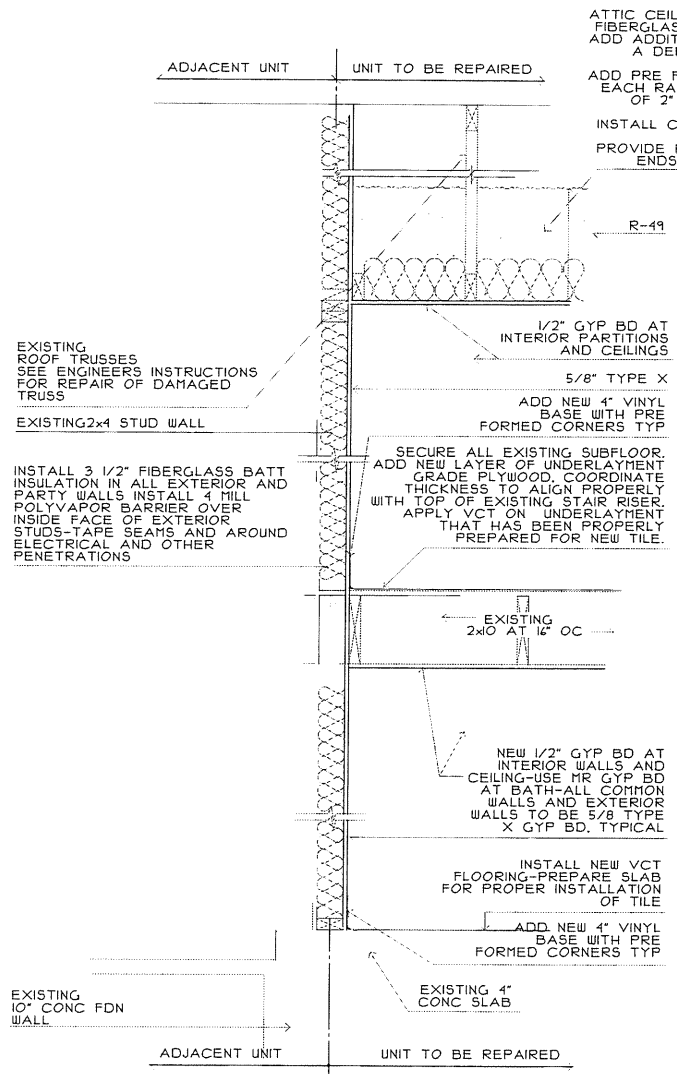 ATTIC CEIL
FIBERGLAS
ADD ADDIT
A DE
ADJACENT UNIT
UNIT TO BE REPAIRED
ADD PRE F
EACH RA
OF 2"
INSTALL C
PROVIDE
ENDS
R-49
1/2" GYP BD AT
INTERIOR PARTITIONS
AND CEILINGS
EXISTING
ROOF TRUSSES
SEE ENGINEERS INSTRUCTIONS
FOR REPAIR OF DAMAGED
TRUSS
5/8" TYPE X
ADD NEW 4" VINYL
BASE WITH PRE
FORMED CORNERS TYP
EXISTING2x4 STUD WALL
SECURE ALL EXISTING SUBFLOOR.
ADD NEW LAYER OF UNDERLAYMENT
GRADE PLYWOOD, COORDINATE
THICKNESS TO ALIGN PROPERLY
WITH TOP OF EXISTING STAIR RISER.
APPLY VCT ON UNDERLAYMENT
THAT HAS BEEN PROPERLY
PREPARED FOR NEW TILE.
INSTALL 3 1/2" FIBERGLASS BATT
INSULATION IN ALL EXTERIOR AND
PARTY WALLS INSTALL 4 MILL
POLYVAPOR BARRIER OVER
INSIDE FACE OF EXTERIOR
STUDS-TAPE SEAMS AND AROUND
ELECTRICAL AND OTHER
PENETRATIONS
EXISTING
2x10 AT 16" OC
NEW 1/2" GYP BD AT
INTERIOR WALLS AND
CEILING-USE MR GYP BD
AT BATH-ALL COMMON
WALLS AND EXTERIOR
WALLS TO BE 5/8 TYPE
X GYP BD, TYPICAL
INSTALL NEW VCT
FLOORING-PREPARE SLAB
FOR PROPER INSTALLATION
OF TILE
ADD NEW 4" VINYL
BASE WITH PRE
FORMED CORNERS TYP
EXISTING 4"
CONC SLAB
EXISTING
10" CONC FDN
WALL
ADJACENT UNIT
UNIT TO BE REPAIRED